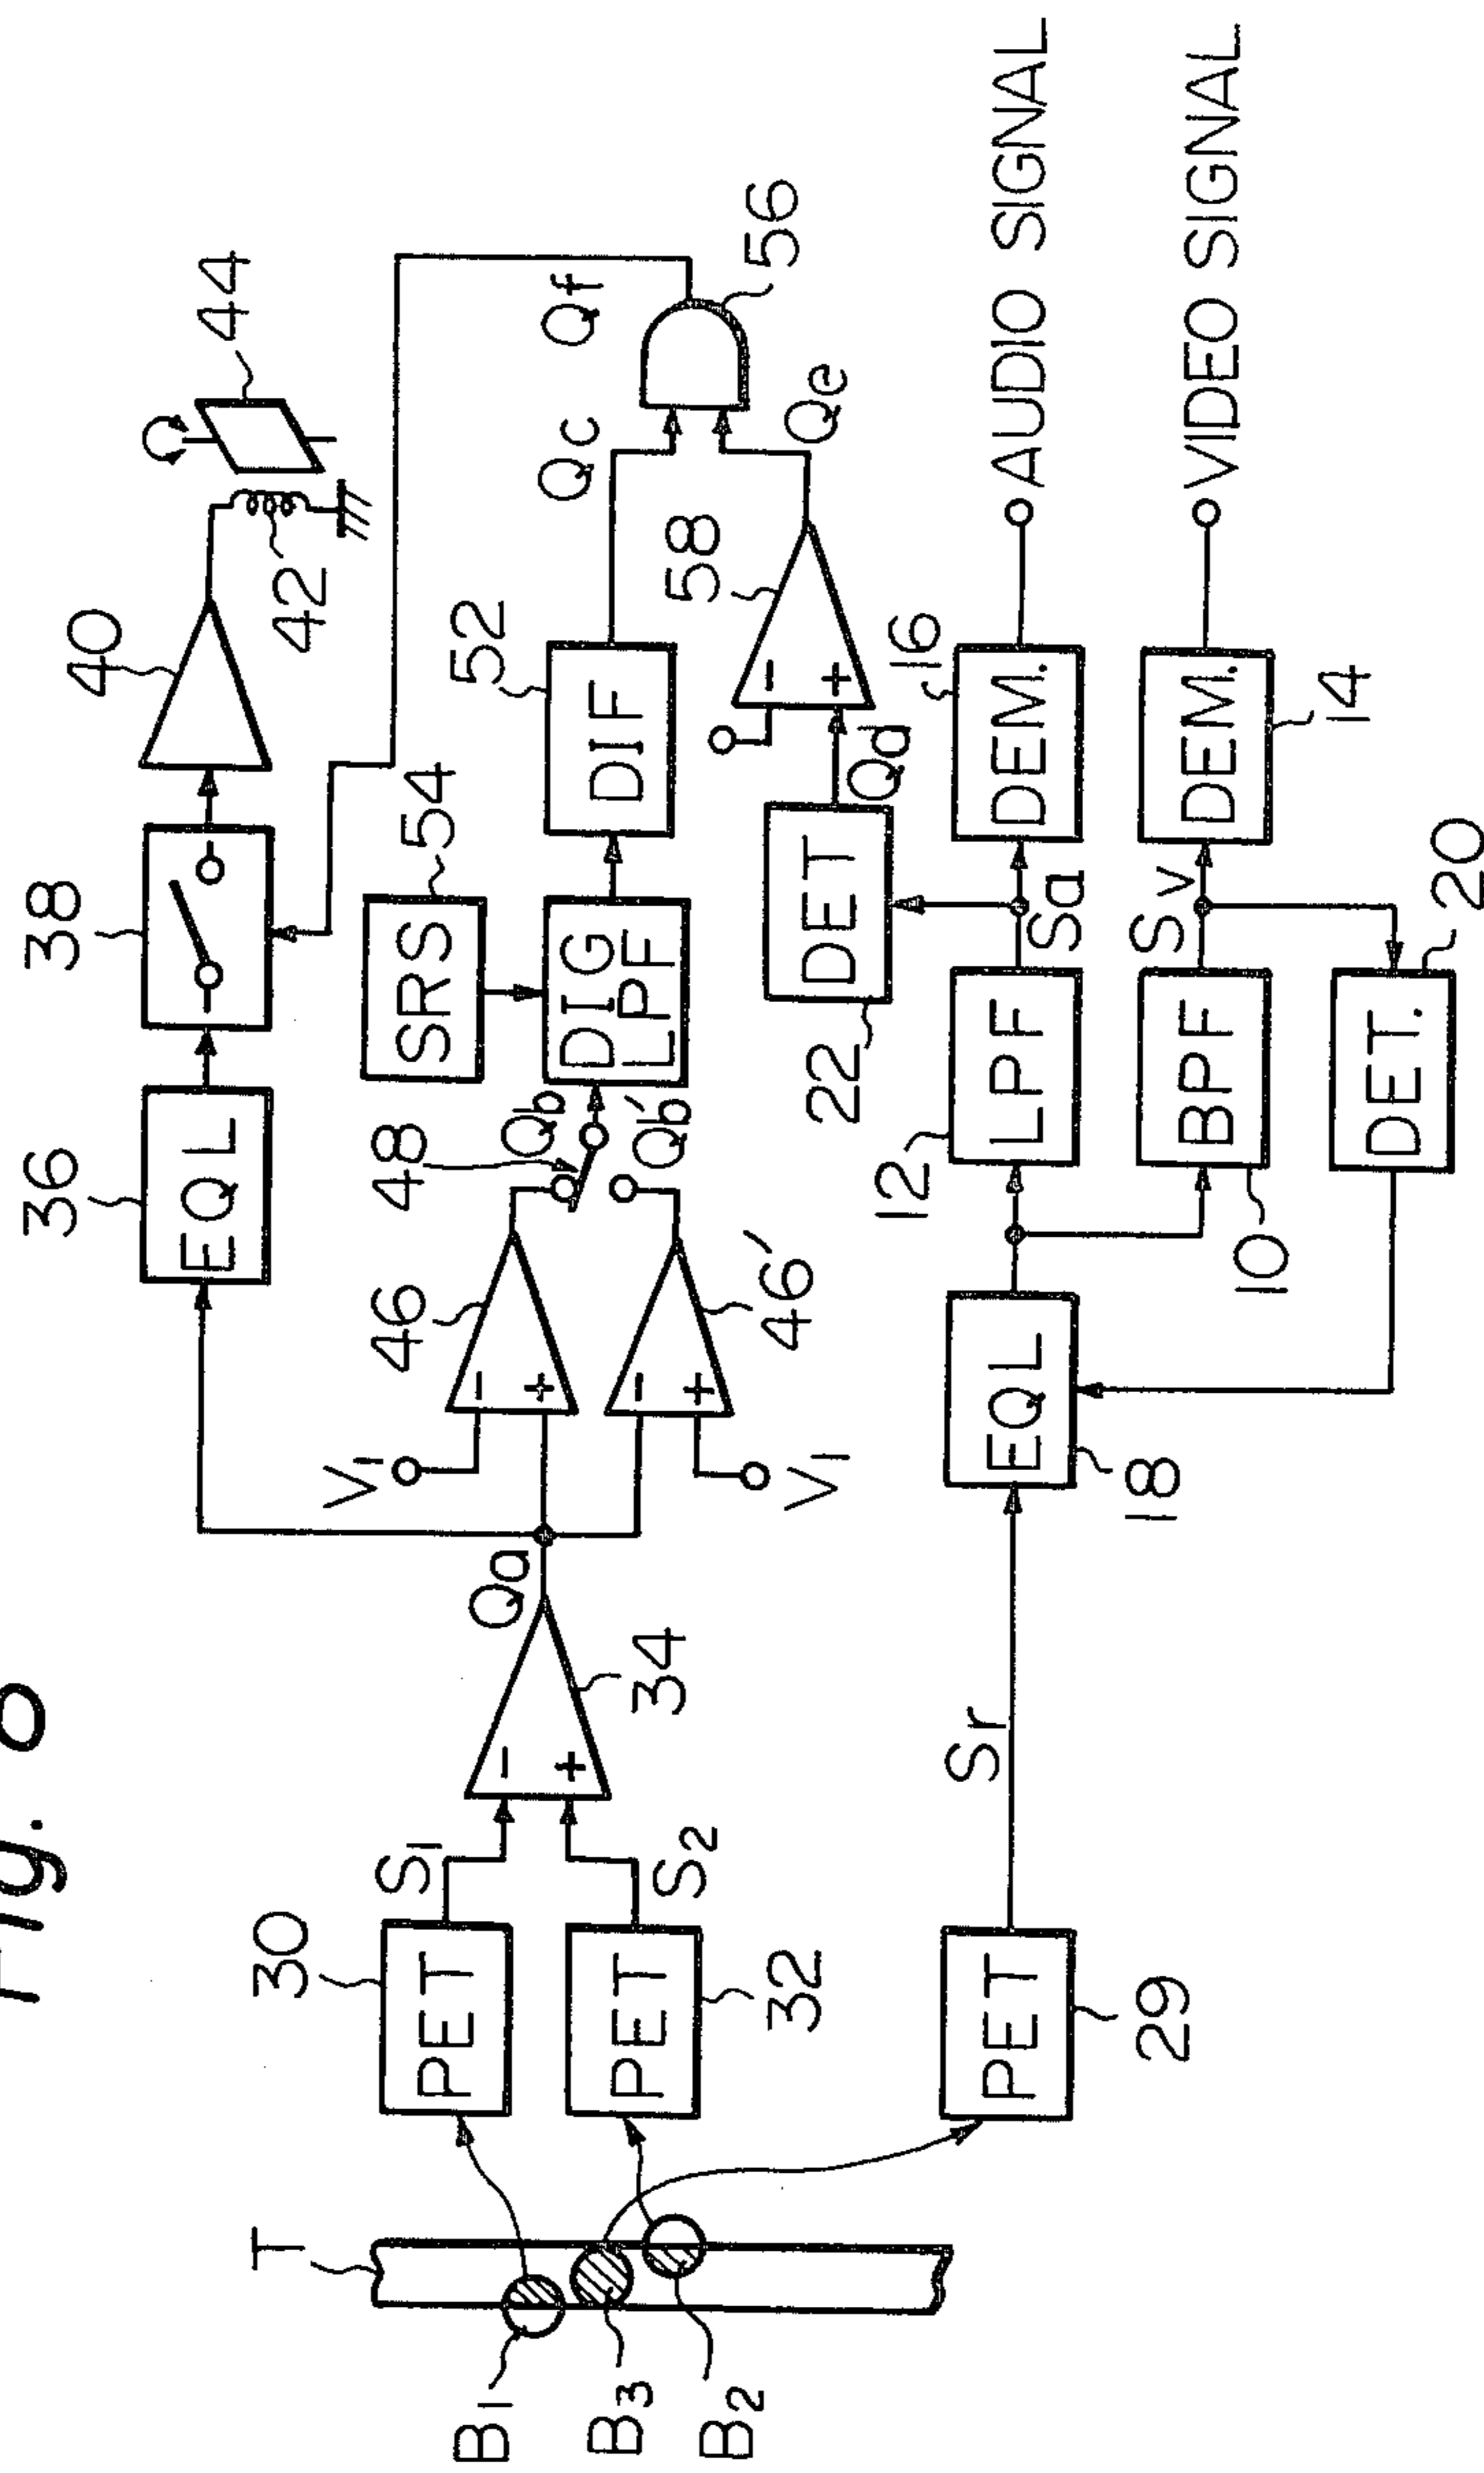 Fig. 8
T
B1
B3
B2
30
PET
S1
PET
32
S2
PET
29
Sr
34
- +
Qa
36
EQL
38
40
42
44
V1
46
- +
46'
- +
V1
48
Qb
Qb'
SRS
54
DIG
LPF
DIF
52
Qc
Qf
56
Qe
58
- +
Qd
DET
22
EQL
18
12
LPF
Sa
DEM.
16
AUDIO SIGNAL
10
BPF
Sv
DEM.
14
VIDEO SIGNAL
DET.
20